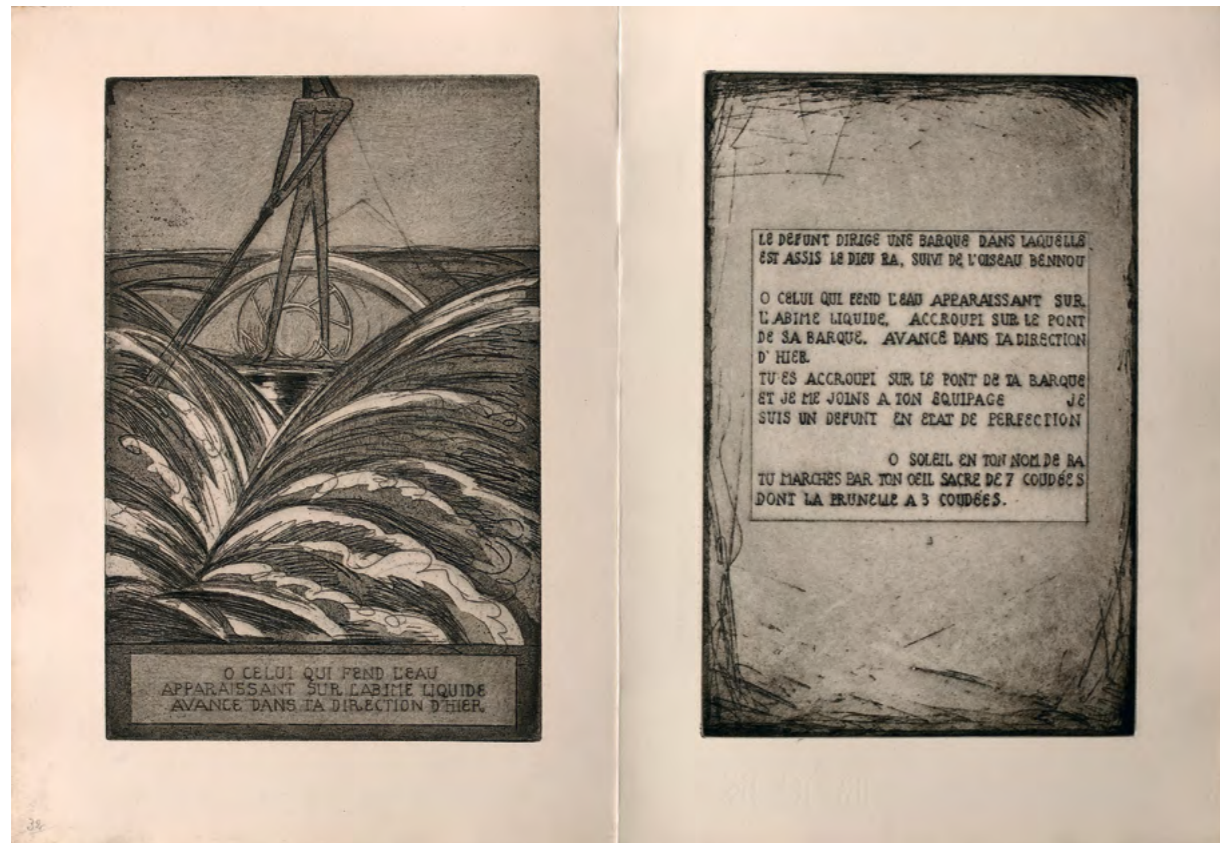 O CELUI QUI FEND L'EAU
APPARAISSANT SUR L'ABIME LIQUIDE
AVANCE DANS TA DIRECTION D'HIER
38
LE DEFUNT DIRIGE UNE BARQUE DANS LAQUELLE
EST ASSIS LE DIEU RA, SUIVI DE L'OISEAU BENNOU
O CELUI QUI FEND L'EAU APPARAISSANT SUR
L'ABIME LIQUIDE, ACCROUPI SUR LE PONT
DE SA BARQUE. AVANCE DANS TA DIRECTION
D'HIER.
TU ES ACCROUPI SUR LE PONT DE TA BARQUE
ET JE ME JOINS A TON EQUIPAGE JE
SUIS UN DEFUNT EN ETAT DE PERFECTION
O SOLEIL EN TON NOM DE RA
TU MARCHES PAR TON OEIL SACRE DE 7 COUDÉES
DONT LA PRUNELLE A 3 COUDÉES.
3